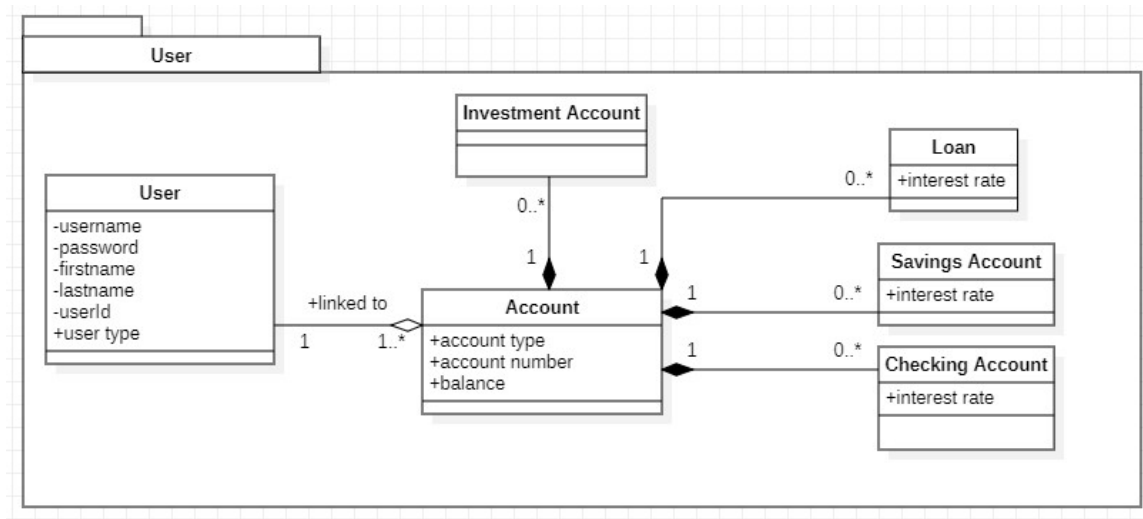 User
Investment Account
Loan
+interest rate
0..*
0..*
User
-username
-password
-firstname
-lastname
-userId
+user type
1
1
Savings Account
+interest rate
1
0..*
+linked to
1
1..*
Account
+account type
+account number
+balance
1
0..*
Checking Account
+interest rate